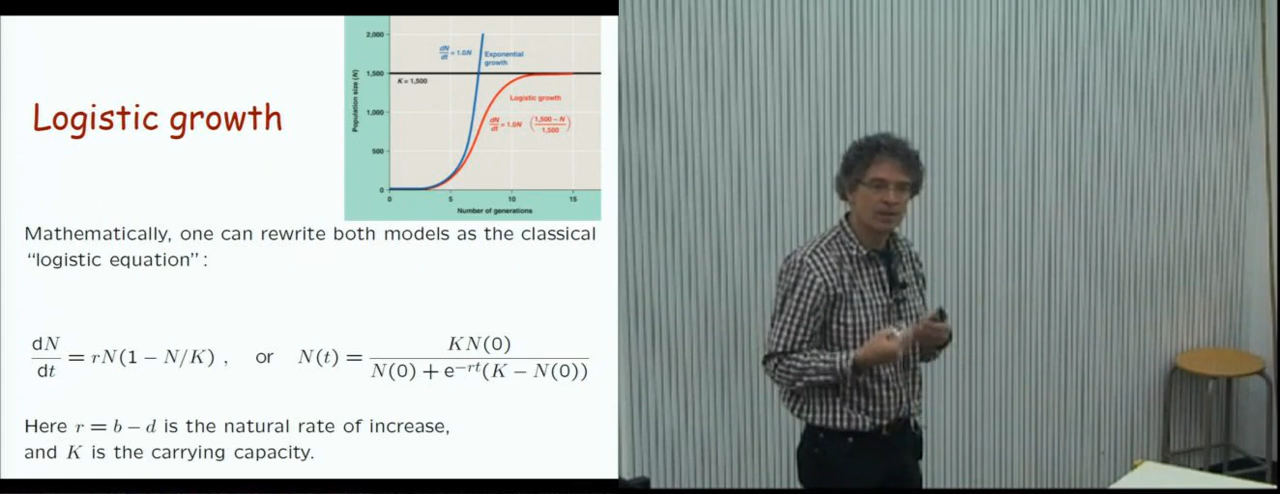 2,000
dN/dt = 1.0N
Exponential
growth
1,500
K = 1,500
Population size (N)
Logistic growth
Logistic growth
1,000
dN/dt = 1.0N (1,500 − N / 1,500)
500
0
0 5 10 15
Number of generations
Mathematically, one can rewrite both models as the classical
“logistic equation”:
dN/dt = rN(1 − N/K) , or N(t) = KN(0) / N(0) + e^−rt(K − N(0))
Here r = b − d is the natural rate of increase,
and K is the carrying capacity.